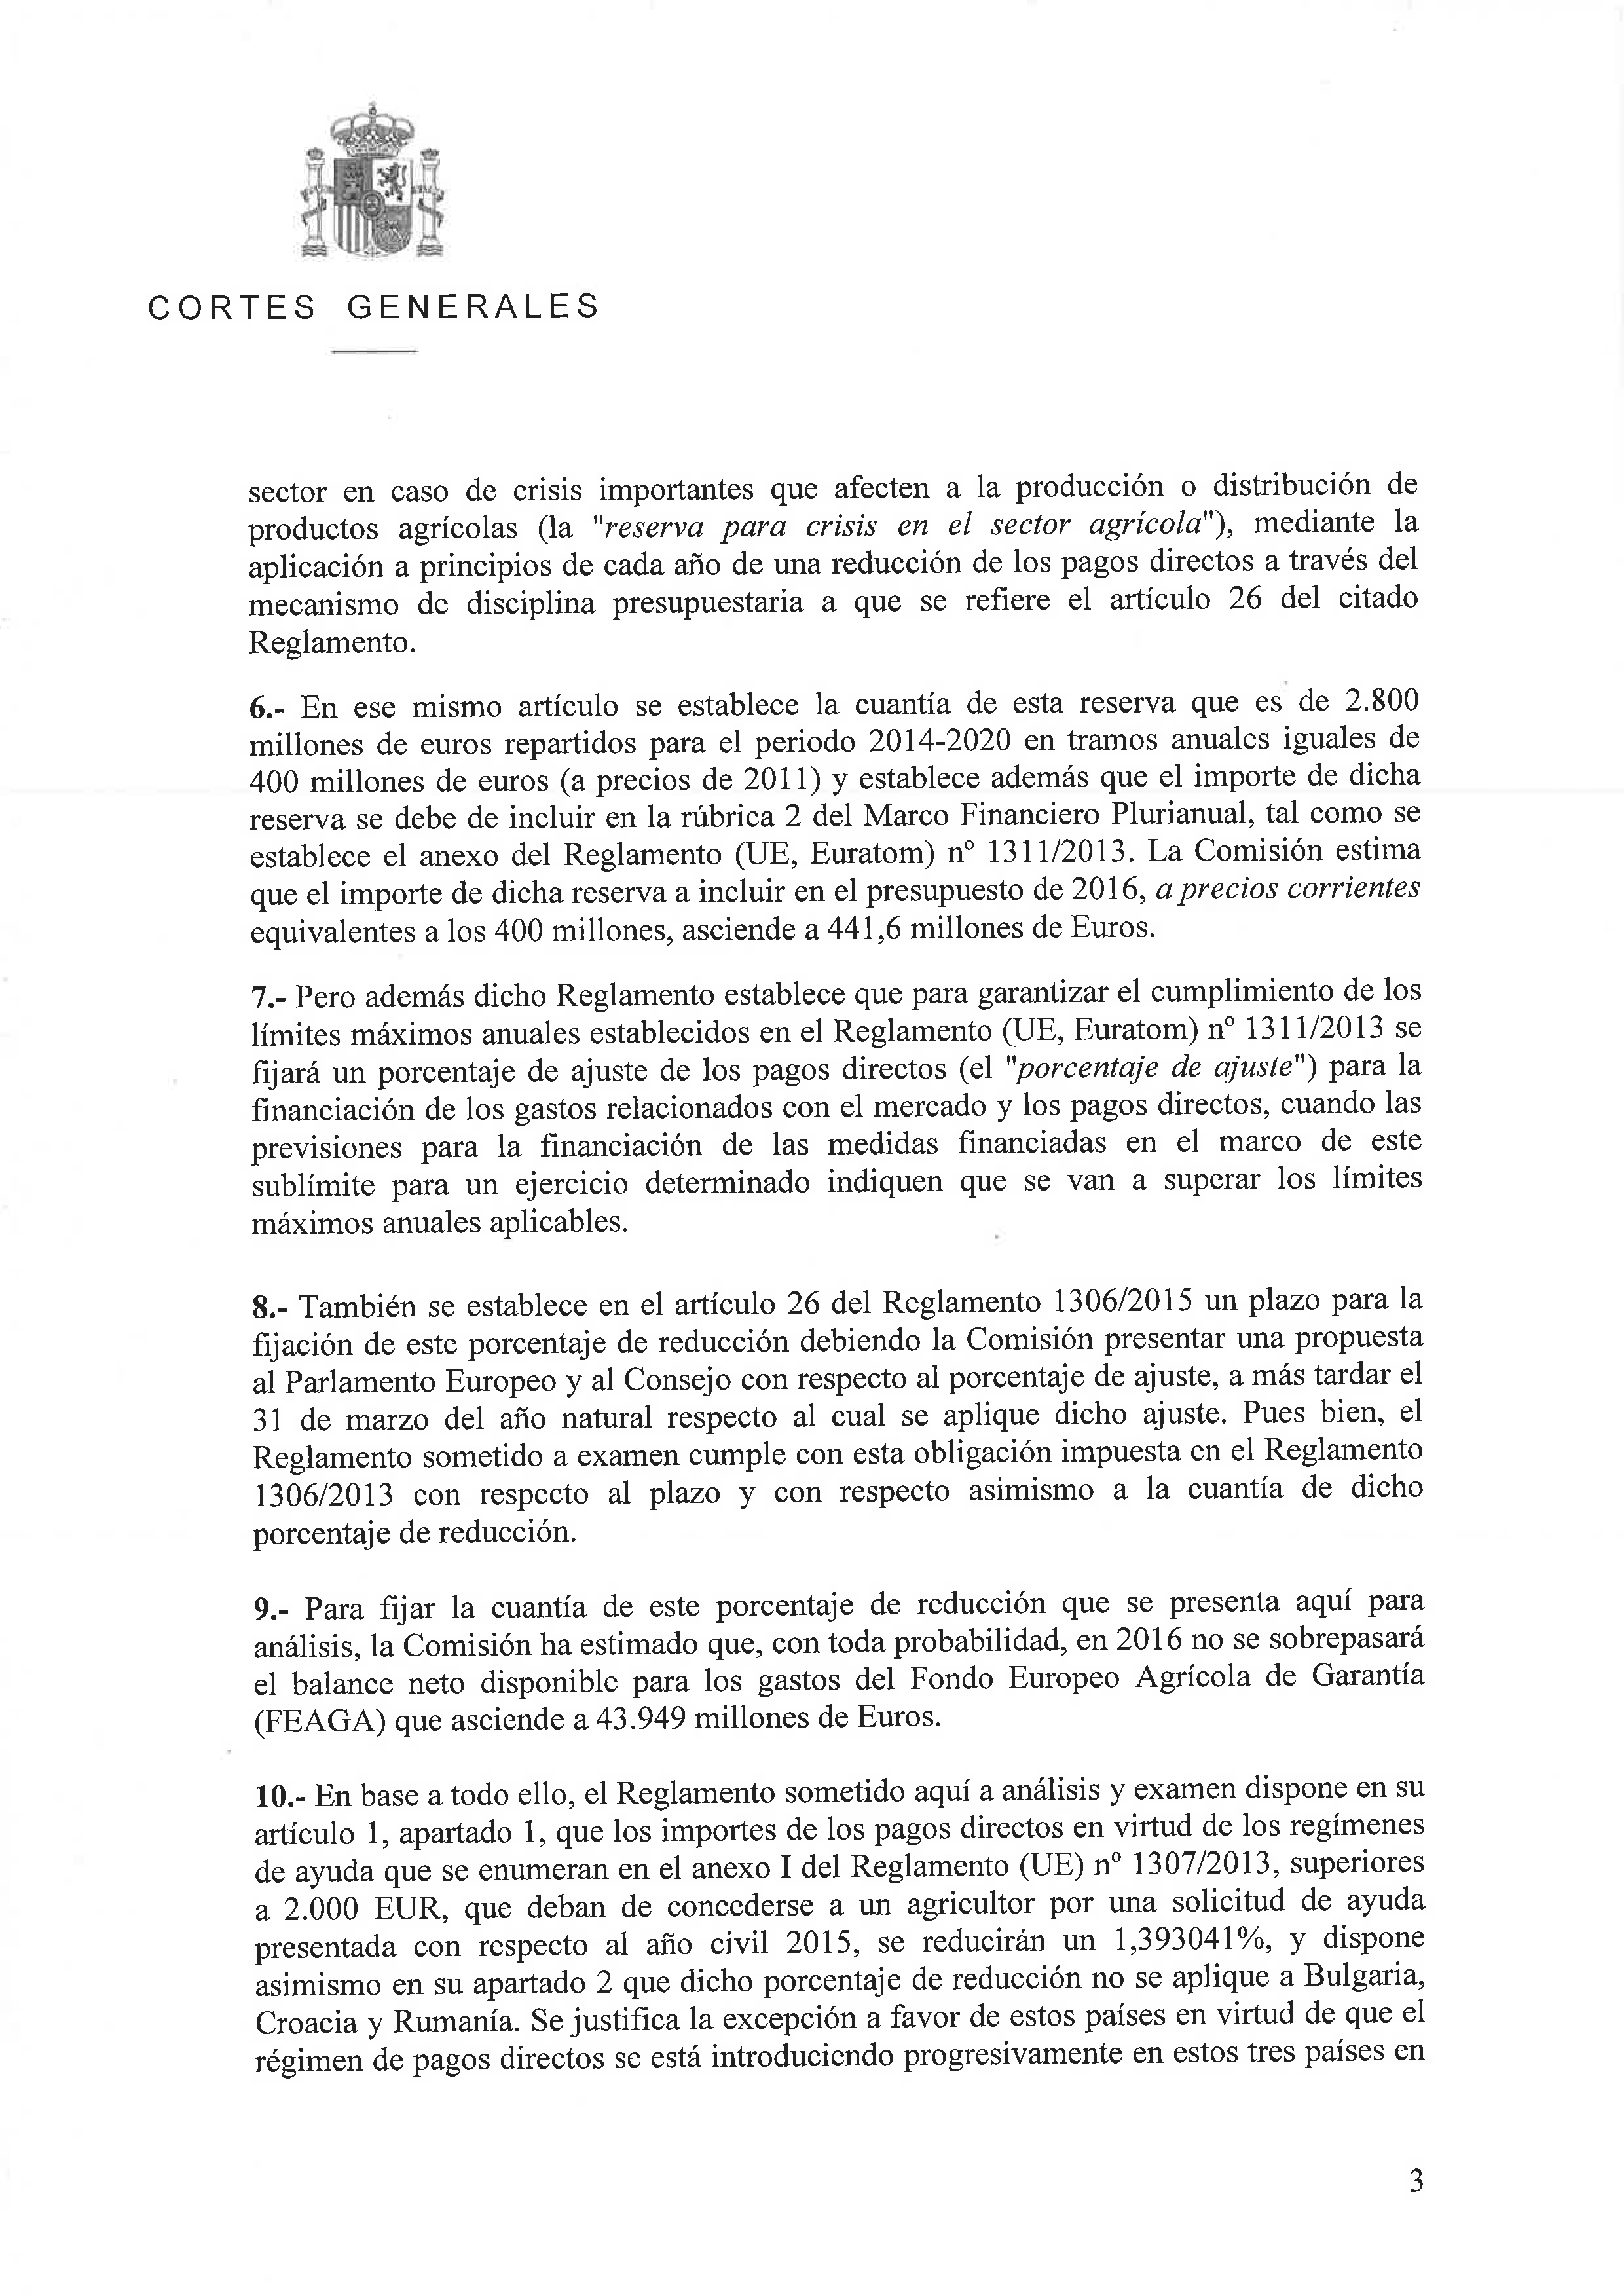 CORTES GENERALES
sector en caso de crisis importantes que afecten a la producción o distribución de
productos agrícolas (la "reserva para crisis en el sector agrícola"), mediante la
aplicación a principios de cada año de una reducción de los pagos directos a través del
mecanismo de disciplina presupuestaria a que se refiere el artículo 26 del citado
Reglamento.
6.- En ese mismo artículo se establece la cuantía de esta reserva que es de 2.800
millones de euros repartidos para el periodo 2014-2020 en tramos anuales iguales de
400 millones de euros (a precios de 2011) y establece además que el importe de dicha
reserva se debe de incluir en la rúbrica 2 del Marco Financiero Plurianual, tal como se
establece el anexo del Reglamento (UE, Euratom) nº 1311/2013. La Comisión estima
que el importe de dicha reserva a incluir en el presupuesto de 2016, a precios corrientes
equivalentes a los 400 millones, asciende a 441,6 millones de Euros.
7.- Pero además dicho Reglamento establece que para garantizar el cumplimiento de los
límites máximos anuales establecidos en el Reglamento (UE, Euratom) nº 1311/2013 se
fijará un porcentaje de ajuste de los pagos directos (el "porcentaje de ajuste") para la
financiación de los gastos relacionados con el mercado y los pagos directos, cuando las
previsiones para la financiación de las medidas financiadas en el marco de este
sublímite para un ejercicio determinado indiquen que se van a superar los límites
máximos anuales aplicables.
8.- También se establece en el artículo 26 del Reglamento 1306/2015 un plazo para la
fijación de este porcentaje de reducción debiendo la Comisión presentar una propuesta
al Parlamento Europeo y al Consejo con respecto al porcentaje de ajuste, a más tardar el
31 de marzo del año natural respecto al cual se aplique dicho ajuste. Pues bien, el
Reglamento sometido a examen cumple con esta obligación impuesta en el Reglamento
1306/2013 con respecto al plazo y con respecto asimismo a la cuantía de dicho
porcentaje de reducción.
9.- Para fijar la cuantía de este porcentaje de reducción que se presenta aquí para
análisis, la Comisión ha estimado que, con toda probabilidad, en 2016 no se sobrepasará
el balance neto disponible para los gastos del Fondo Europeo Agrícola de Garantía
(FEAGA) que asciende a 43.949 millones de Euros.
10.- En base a todo ello, el Reglamento sometido aquí a análisis y examen dispone en su
artículo 1, apartado 1, que los importes de los pagos directos en virtud de los regímenes
de ayuda que se enumeran en el anexo I del Reglamento (UE) nº 1307/2013, superiores
a 2.000 EUR, que deban de concederse a un agricultor por una solicitud de ayuda
presentada con respecto al año civil 2015, se reducirán un 1,393041%, y dispone
asimismo en su apartado 2 que dicho porcentaje de reducción no se aplique a Bulgaria,
Croacia y Rumanía. Se justifica la excepción a favor de estos países en virtud de que el
régimen de pagos directos se está introduciendo progresivamente en estos tres países en
3